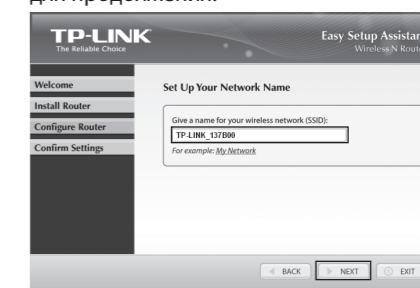 для продолжения.
TP-LINK
The Reliable Choice
Easy Setup Assistan
Wireless N Rout
Welcome
Install Router
Configure Router
Confirm Settings
Set Up Your Network Name
Give a name for your wireless network (SSID):
TP-LINK_137B00
For example: My Network
BACK
NEXT
EXIT